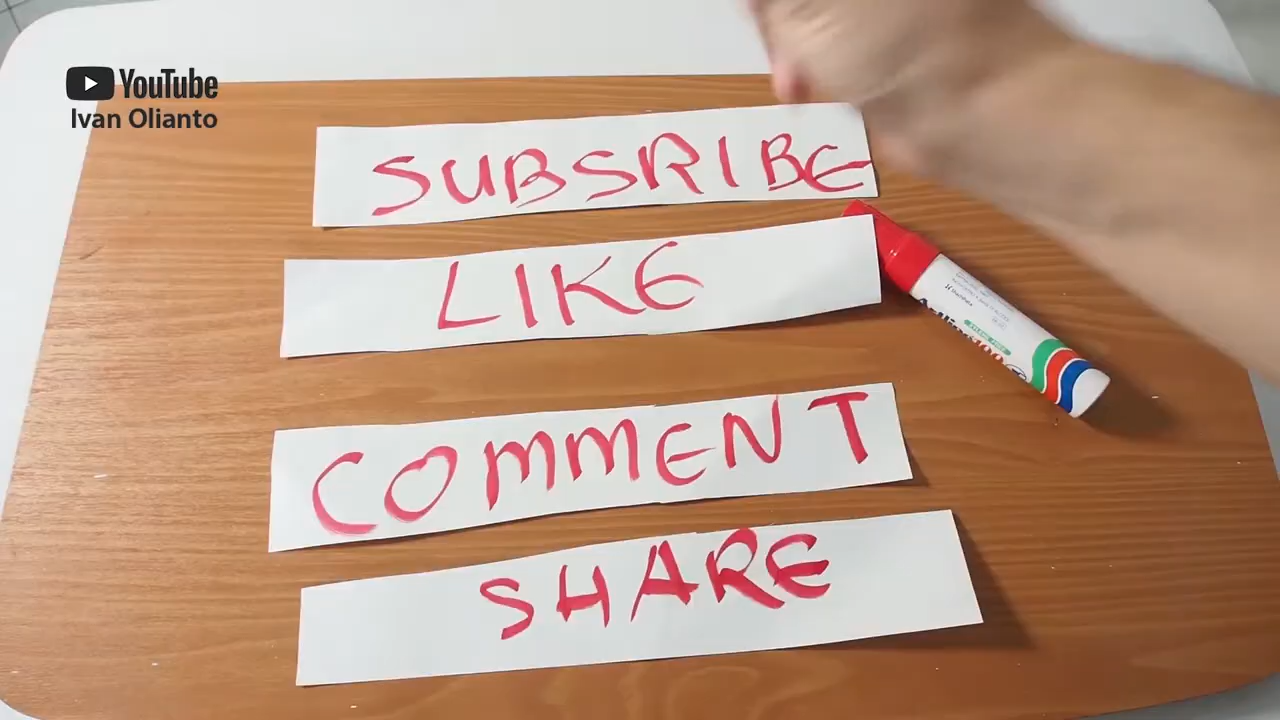 YouTube
Ivan Olianto
SUBSRIBE
LIKE
COMMENT
SHARE